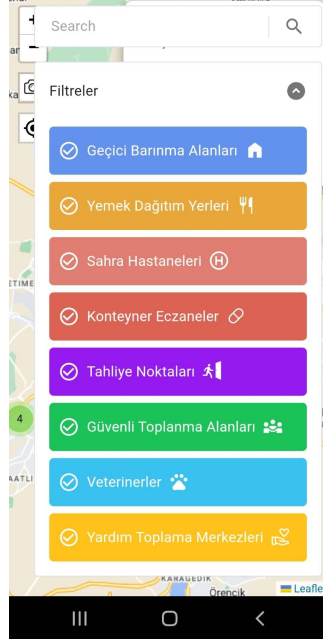 Search
Filtreler
Geçici Barınma Alanları
Yemek Dağıtım Yerleri
Sahra Hastaneleri H
Konteyner Eczaneler
Tahliye Noktaları
4
Güvenli Toplanma Alanları
Veterinerler
Yardım Toplama Merkezleri
KARAGEDIK
Örencik
Leafle